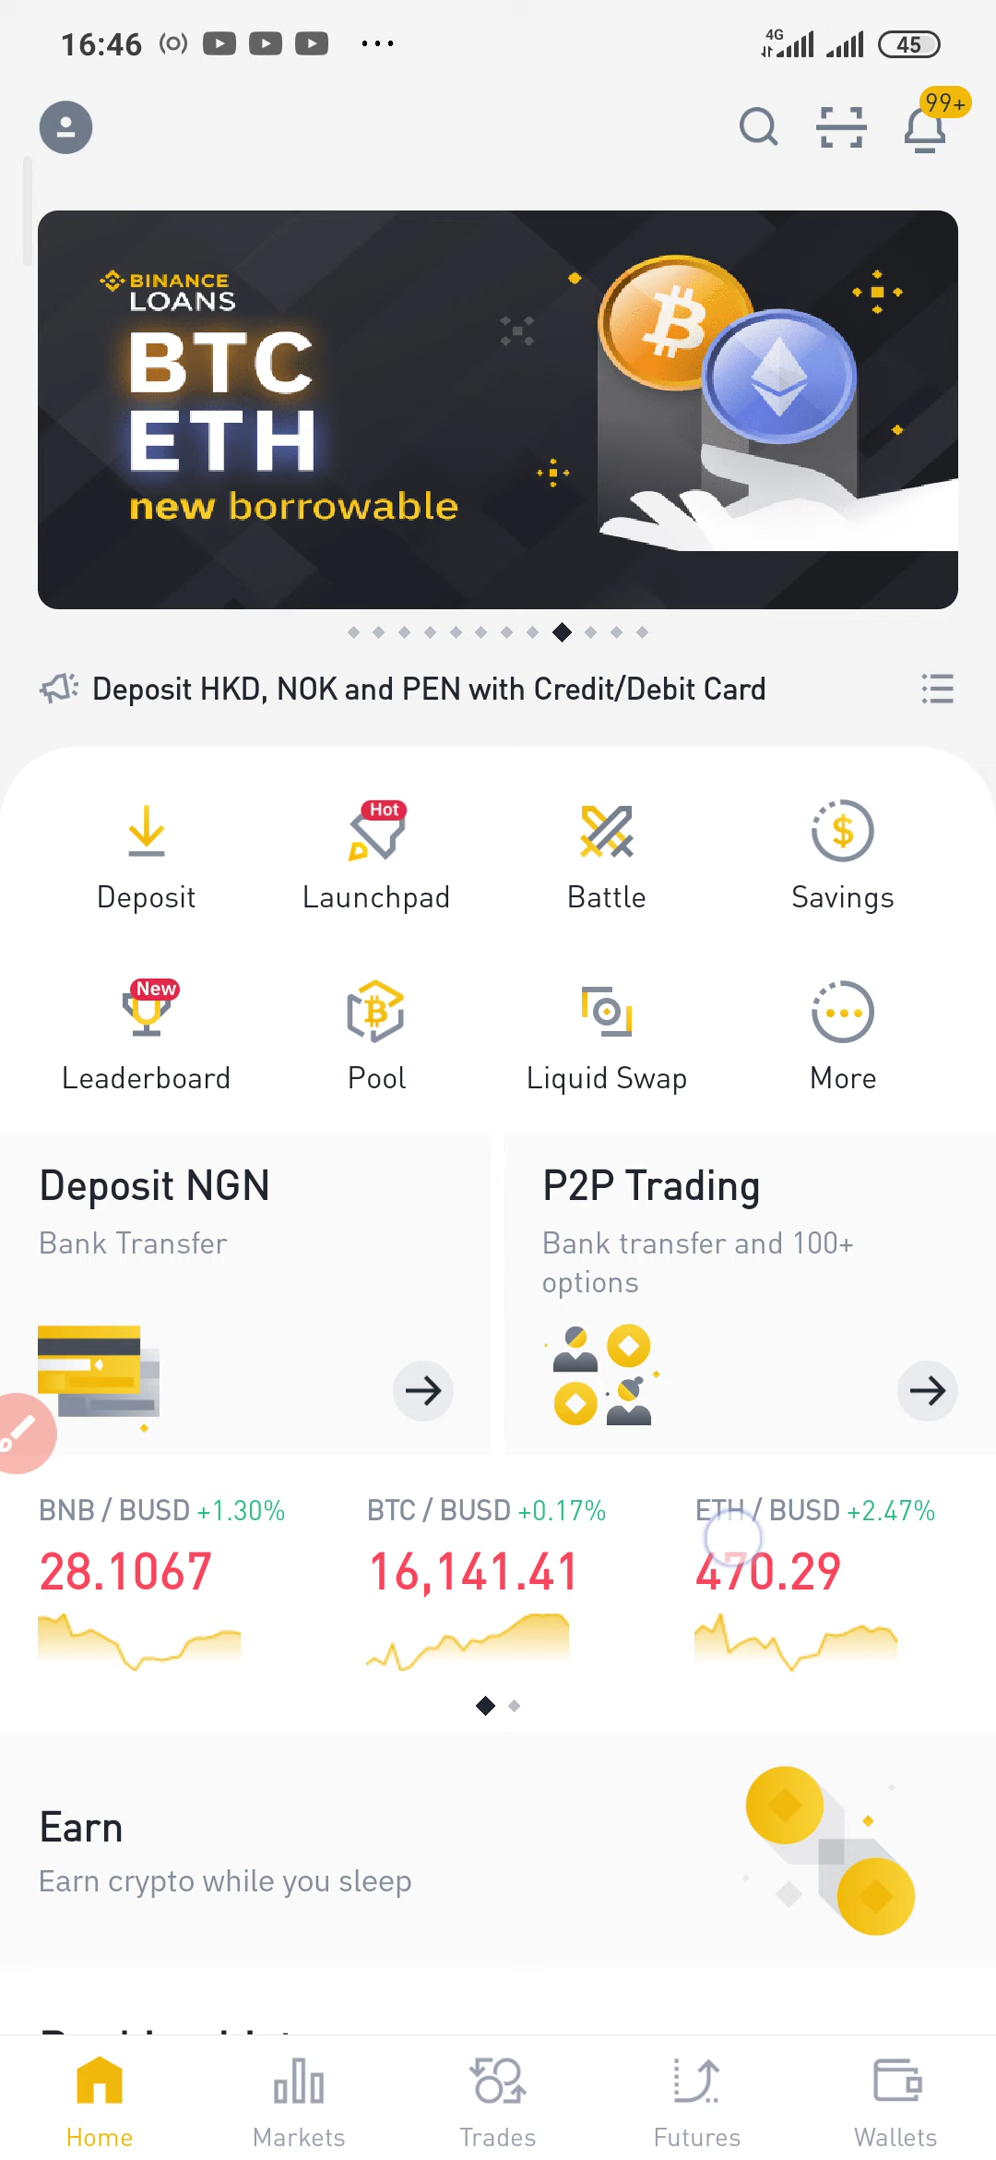 16:46
4G
45
99+
BINANCE
LOANS
BTC
ETH
new borrowable
Deposit HKD, NOK and PEN with Credit/Debit Card
Hot
Deposit Launchpad Battle Savings
New
Leaderboard Pool Liquid Swap More
Deposit NGN
Bank Transfer
P2P Trading
Bank transfer and 100+
options
BNB / BUSD +1.30% BTC / BUSD +0.17% ETH / BUSD +2.47%
28.1067 16,141.41 470.29
Earn
Earn crypto while you sleep
Home Markets Trades Futures Wallets